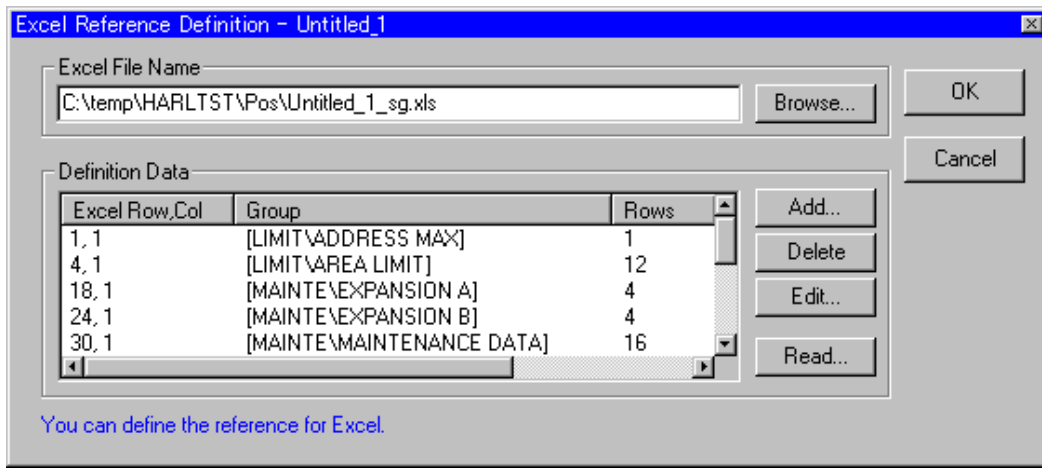 Excel Reference Definition - Untitled_1
Excel File Name
C:\temp\HARLTST\Pos\Untitled_1_sg.xls
Browse...
OK
Cancel
Definition Data
Excel Row,Col Group Rows
1, 1 [LIMIT\ADDRESS MAX] 1
4, 1 [LIMIT\AREA LIMIT] 12
18, 1 [MAINTE\EXPANSION A] 4
24, 1 [MAINTE\EXPANSION B] 4
30, 1 [MAINTE\MAINTENANCE DATA] 16
Add...
Delete
Edit...
Read...
You can define the reference for Excel.